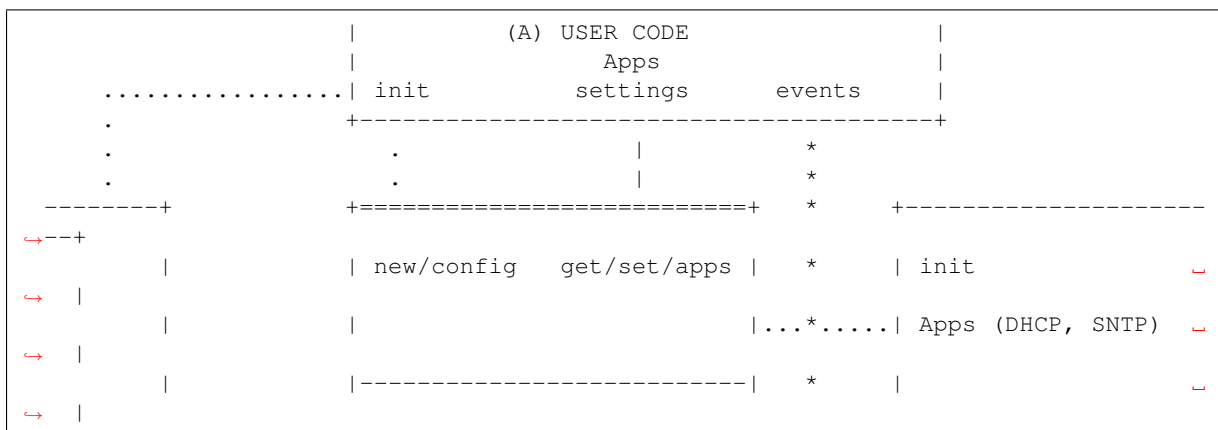 |          (A) USER CODE                 |
|                 Apps                   |
.................| init          settings      events     |
.                +----------------------------------------+
.                   .                |           *
.                   .                |           *
--------+            +===========================+   *     +---------------------
↪--+
|            | new/config   get/set/apps |   *     | init                ␣
↪  |
|            |                           |...*.....| Apps (DHCP, SNTP)   ␣
↪  |
|            |---------------------------|   *     |                     ␣
↪  |